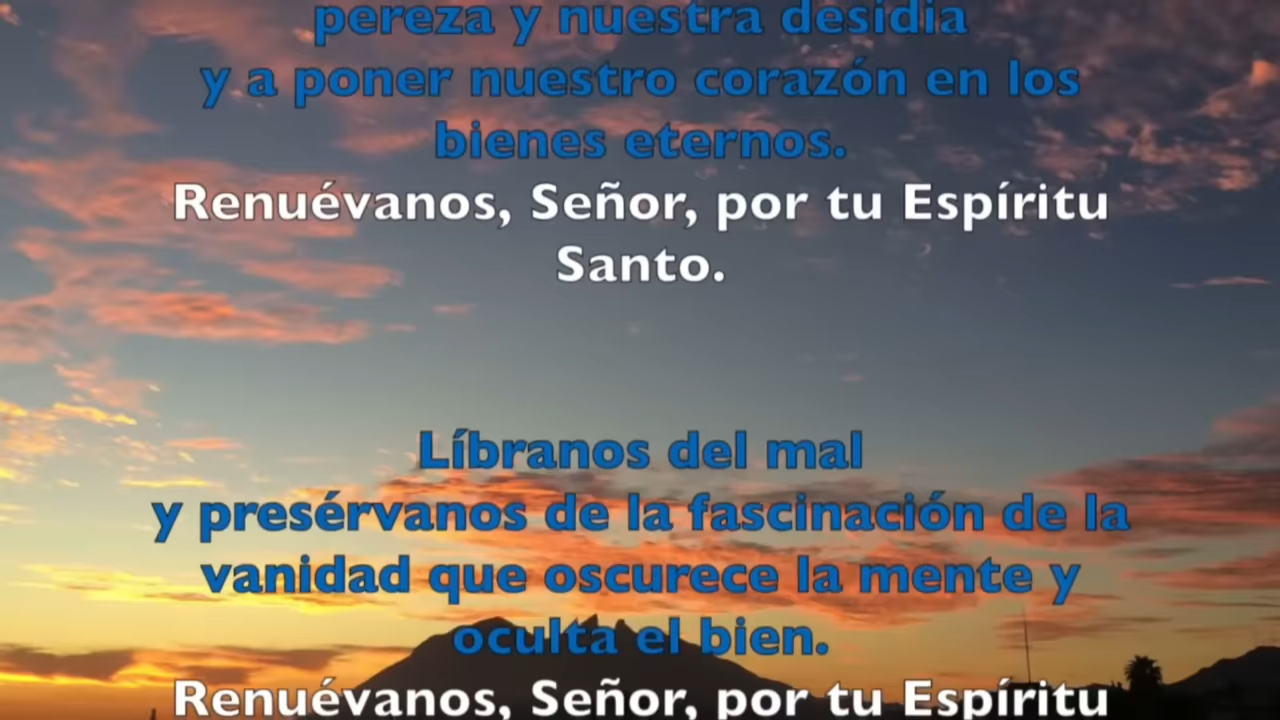 pereza y nuestra desidia
y a poner nuestro corazón en los
bienes eternos.
Renuévanos, Señor, por tu Espíritu
Santo.
Líbranos del mal
y presérvanos de la fascinación de la
vanidad que oscurece la mente y
oculta el bien.
Renuévanos, Señor, por tu Espíritu